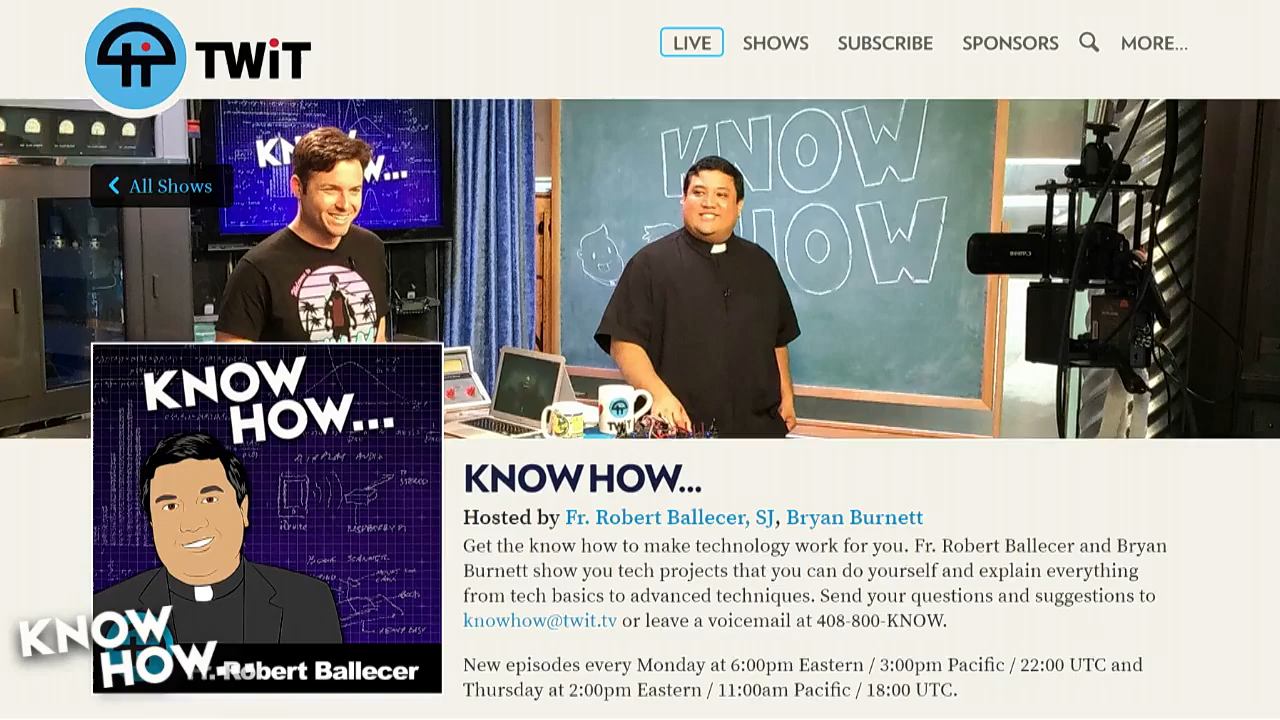 TWiT
LIVE
SHOWS
SUBSCRIBE
SPONSORS
MORE...
All Shows
KNOW
HOW
KNOW
HOW...
Robert Ballecer
KNOW
HOW...
KNOW HOW...
Hosted by Fr. Robert Ballecer, SJ, Bryan Burnett
Get the know how to make technology work for you. Fr. Robert Ballecer and Bryan
Burnett show you tech projects that you can do yourself and explain everything
from tech basics to advanced techniques. Send your questions and suggestions to
knowhow@twit.tv or leave a voicemail at 408-800-KNOW.
New episodes every Monday at 6:00pm Eastern / 3:00pm Pacific / 22:00 UTC and
Thursday at 2:00pm Eastern / 11:00am Pacific / 18:00 UTC.